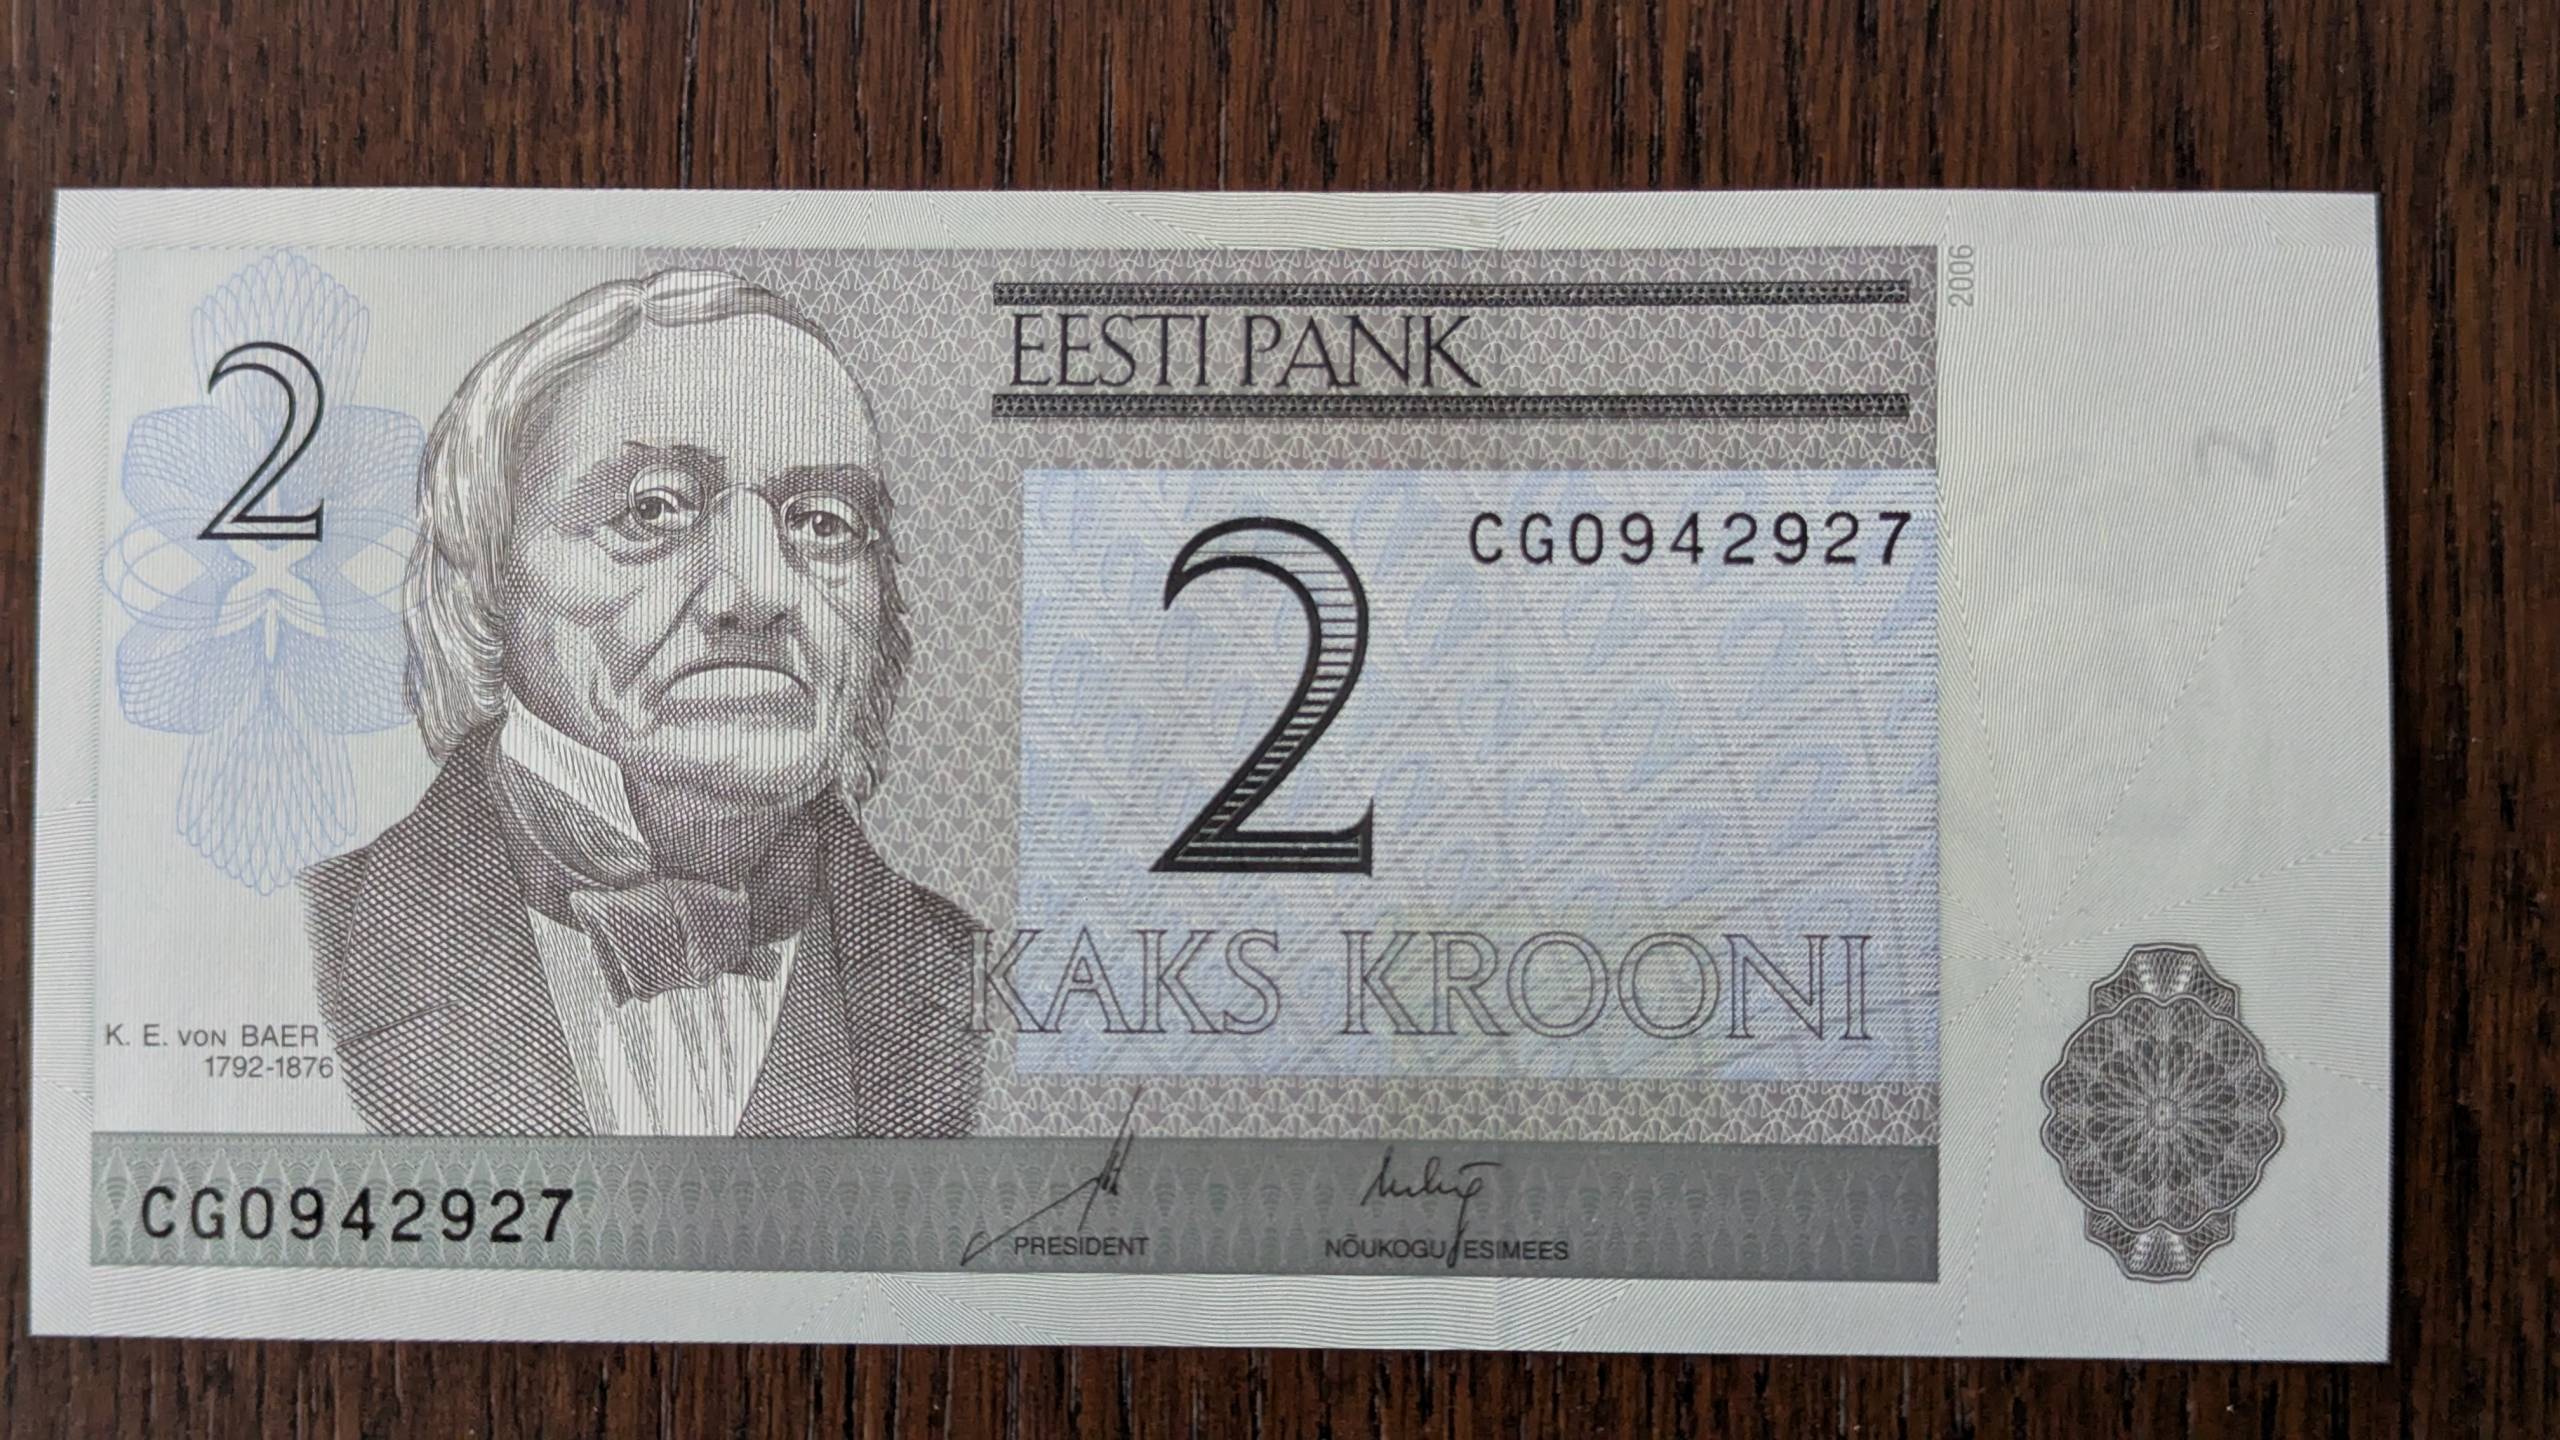 2
EESTI PANK
2006
2
CG0942927
2
KAKS KROONI
K. E. VON BAER
1792-1876
CG0942927
PRESIDENT
NÕUKOGU ESIMEES